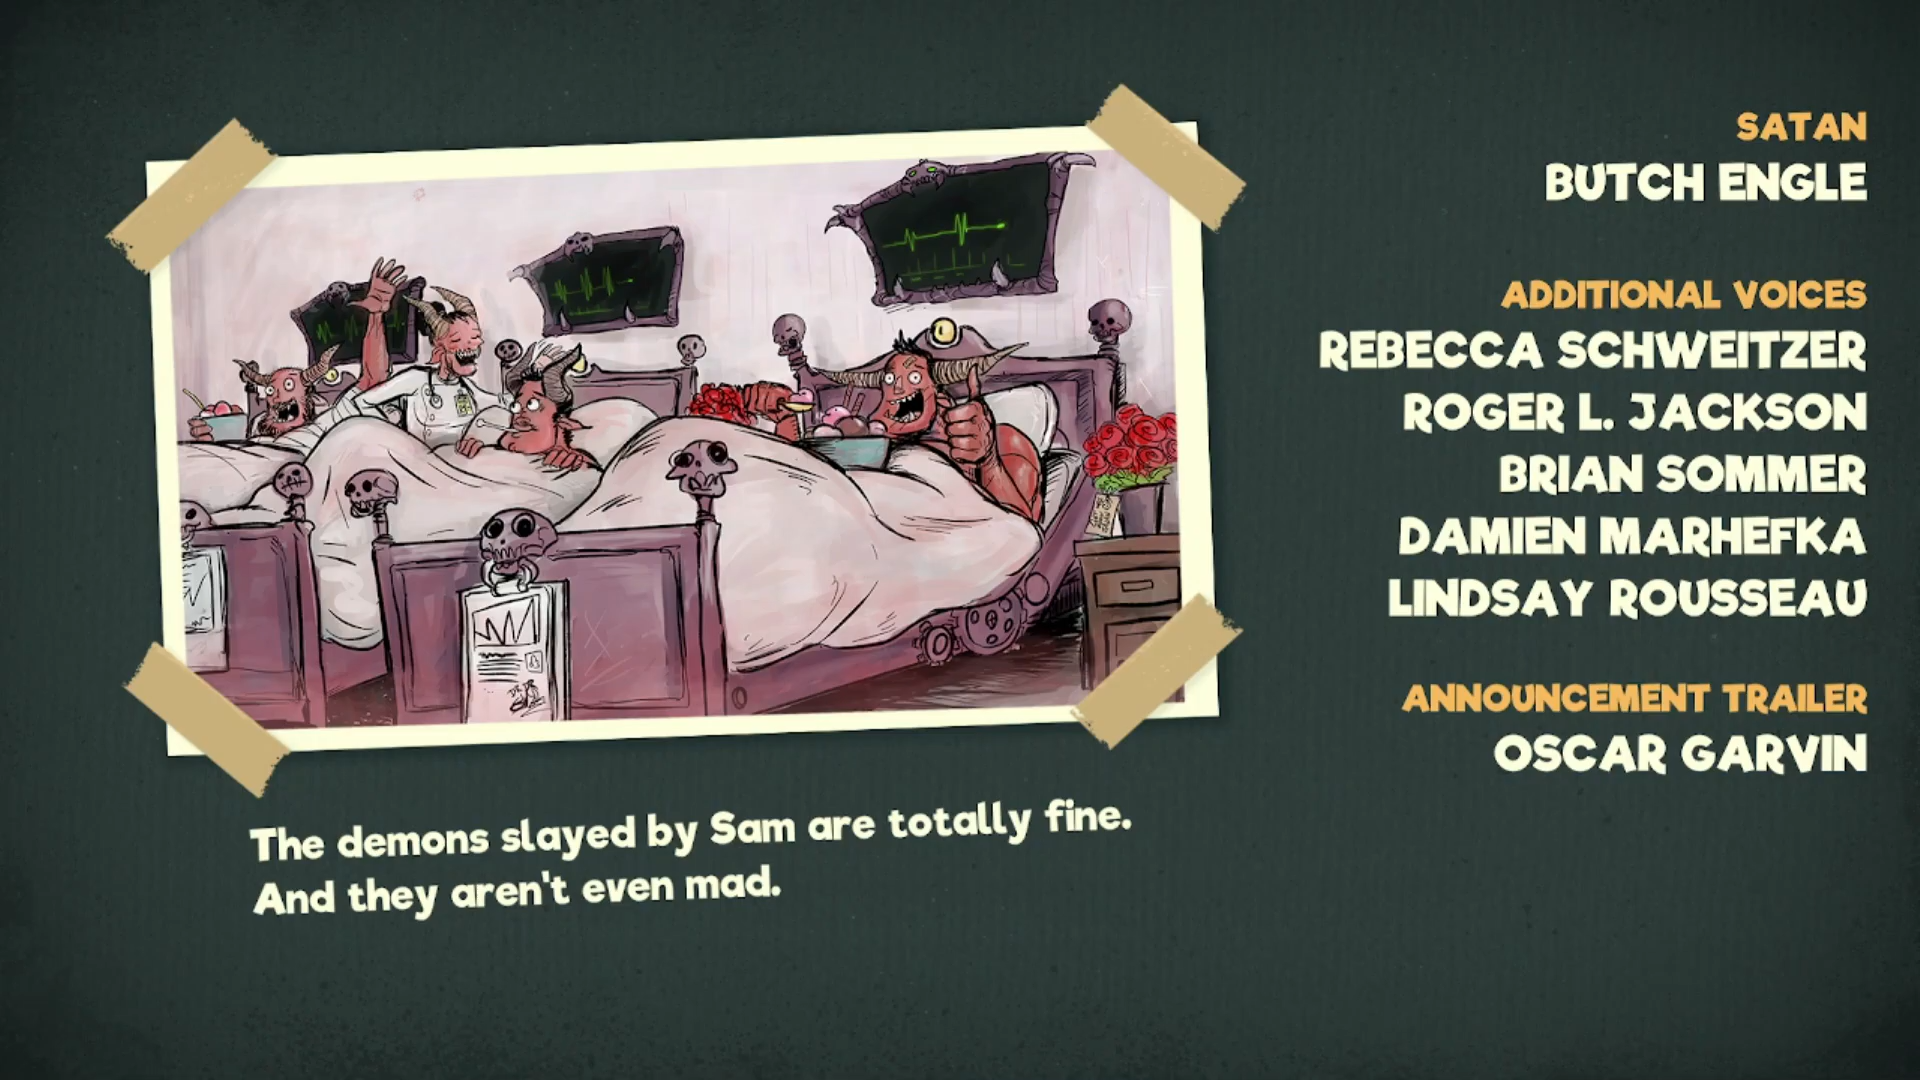 SATAN
BUTCH ENGLE
ADDITIONAL VOICES
REBECCA SCHWEITZER
ROGER L. JACKSON
BRIAN SOMMER
DAMIEN MARHEFKA
LINDSAY ROUSSEAU
ANNOUNCEMENT TRAILER
OSCAR GARVIN
The demons slayed by Sam are totally fine.
And they aren't even mad.